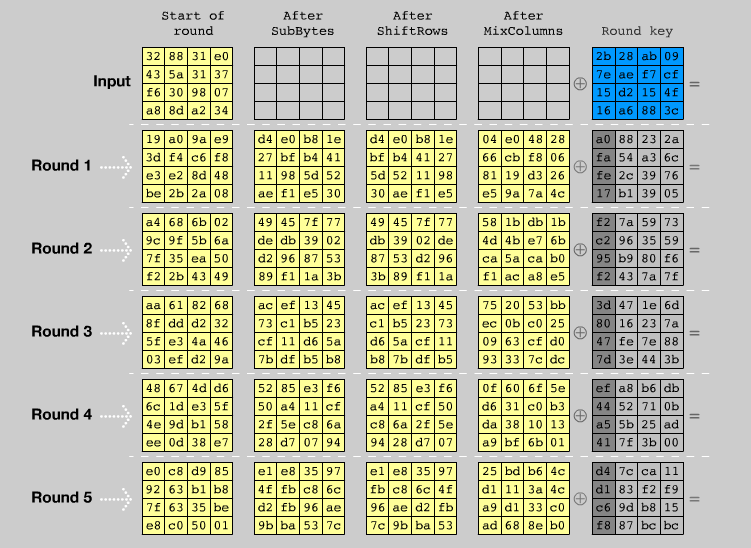 Start of round After SubBytes After ShiftRows After MixColumns Round key
Input
32 88 31 e0 2b 28 ab 09
43 5a 31 37 7e ae f7 cf
f6 30 98 07 15 d2 15 4f
a8 8d a2 34 16 a6 88 3c
⊕ =
Round 1
19 a0 9a e9 d4 e0 b8 1e d4 e0 b8 1e 04 e0 48 28 a0 88 23 2a
3d f4 c6 f8 27 bf b4 41 bf b4 41 27 66 cb f8 06 fa 54 a3 6c
e3 e2 8d 48 11 98 5d 52 5d 52 11 98 81 19 d3 26 fe 2c 39 76
be 2b 2a 08 ae f1 e5 30 30 ae f1 e5 e5 9a 7a 4c 17 b1 39 05
⊕ =
Round 2
a4 68 6b 02 49 45 7f 77 49 45 7f 77 58 1b db 1b f2 7a 59 73
9c 9f 5b 6a de db 39 02 db 39 02 de 4d 4b e7 6b c2 96 35 59
7f 35 ea 50 d2 96 87 53 87 53 d2 96 ca 5a ca b0 95 b9 80 f6
f2 2b 43 49 89 f1 1a 3b 3b 89 f1 1a f1 ac a8 e5 f2 43 7a 7f
⊕ =
Round 3
aa 61 82 68 ac ef 13 45 ac ef 13 45 75 20 53 bb 3d 47 1e 6d
8f dd d2 32 73 c1 b5 23 c1 b5 23 73 ec 0b c0 25 80 16 23 7a
5f e3 4a 46 cf 11 d6 5a d6 5a cf 11 09 63 cf d0 47 fe 7e 88
03 ef d2 9a 7b df b5 b8 b8 7b df b5 93 33 7c dc 7d 3e 44 3b
⊕ =
Round 4
48 67 4d d6 52 85 e3 f6 52 85 e3 f6 0f 60 6f 5e ef a8 b6 db
6c 1d e3 5f 50 a4 11 cf a4 11 cf 50 d6 31 c0 b3 44 52 71 0b
4e 9d b1 58 2f 5e c8 6a c8 6a 2f 5e da 38 10 13 a5 5b 25 ad
ee 0d 38 e7 28 d7 07 94 94 28 d7 07 a9 bf 6b 01 41 7f 3b 00
⊕ =
Round 5
e0 c8 d9 85 e1 e8 35 97 e1 e8 35 97 25 bd b6 4c d4 7c ca 11
92 63 b1 b8 4f fb c8 6c fb c8 6c 4f d1 11 3a 4c d1 83 f2 f9
7f 63 35 be d2 fb 96 ae 96 ae d2 fb a9 d1 33 c0 c6 9d b8 15
e8 c0 50 01 9b ba 53 7c 7c 9b ba 53 ad 68 8e b0 f8 87 bc bc
⊕ =